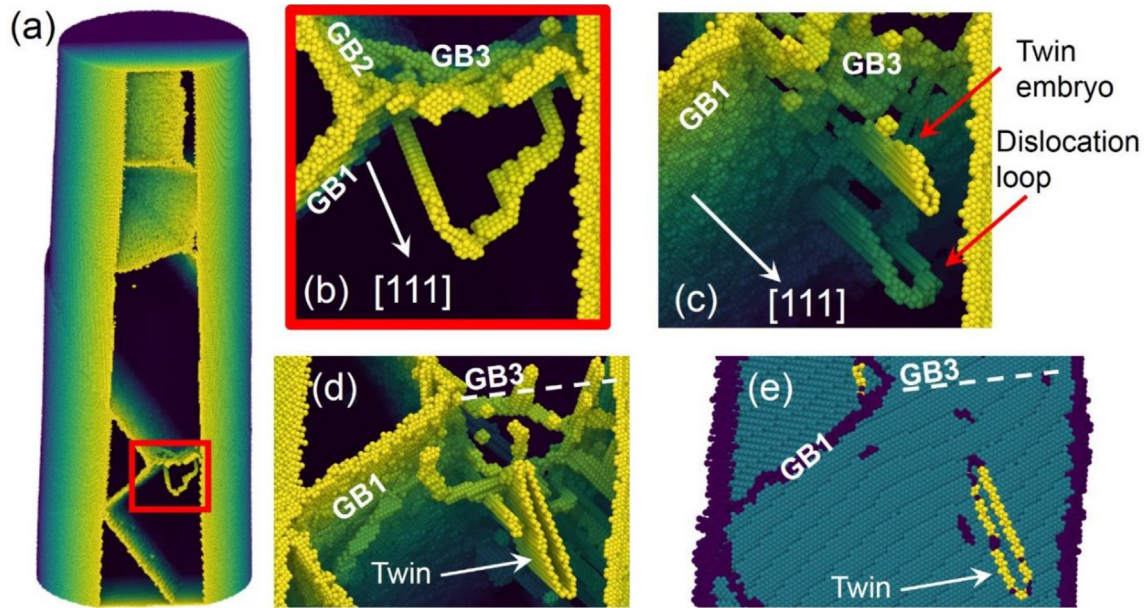 (a)
GB2
GB3
GB1
(b) [111]
GB3
GB1
Twin
embryo
Dislocation
loop
(c) [111]
(d)
GB3
GB1
Twin
(e)
GB3
GB1
Twin